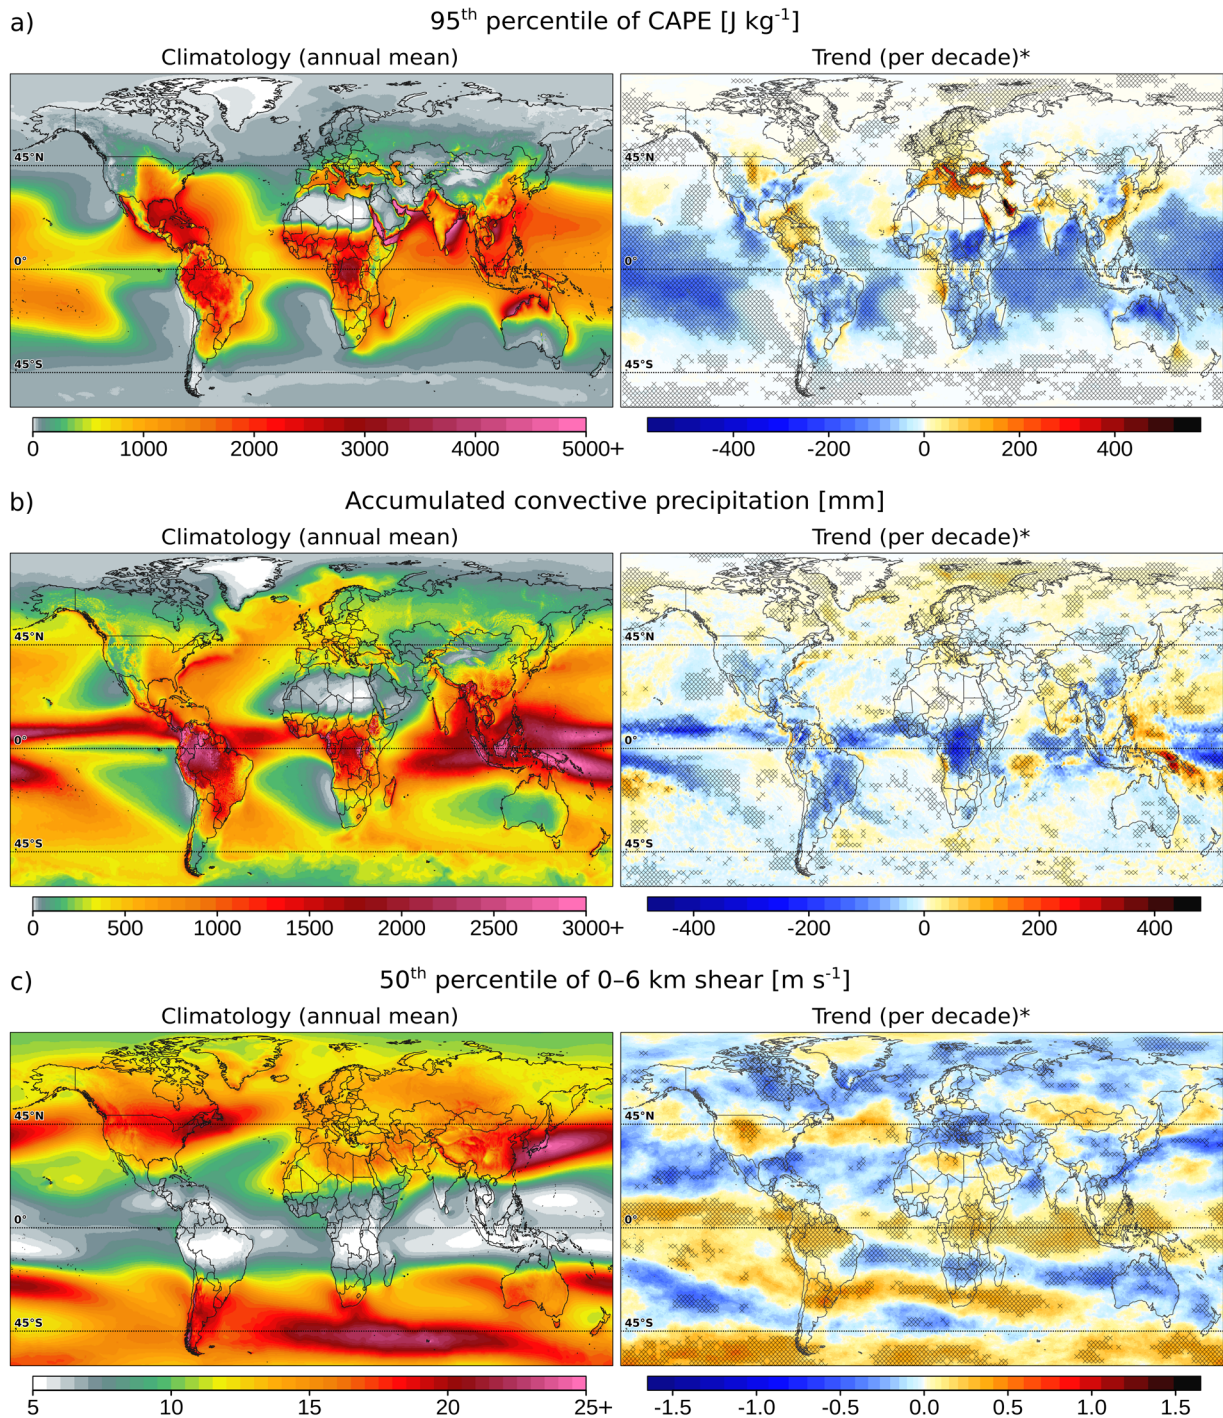 a) 95th percentile of CAPE [J kg-1]
Climatology (annual mean) Trend (per decade)*
45°N 45°N
0° 0°
45°S 45°S
0 1000 2000 3000 4000 5000+ -400 -200 0 200 400
b) Accumulated convective precipitation [mm]
Climatology (annual mean) Trend (per decade)*
45°N 45°N
0° 0°
45°S 45°S
0 500 1000 1500 2000 2500 3000+ -400 -200 0 200 400
c) 50th percentile of 0–6 km shear [m s-1]
Climatology (annual mean) Trend (per decade)*
45°N 45°N
0° 0°
45°S 45°S
5 10 15 20 25+ -1.5 -1.0 -0.5 0.0 0.5 1.0 1.5